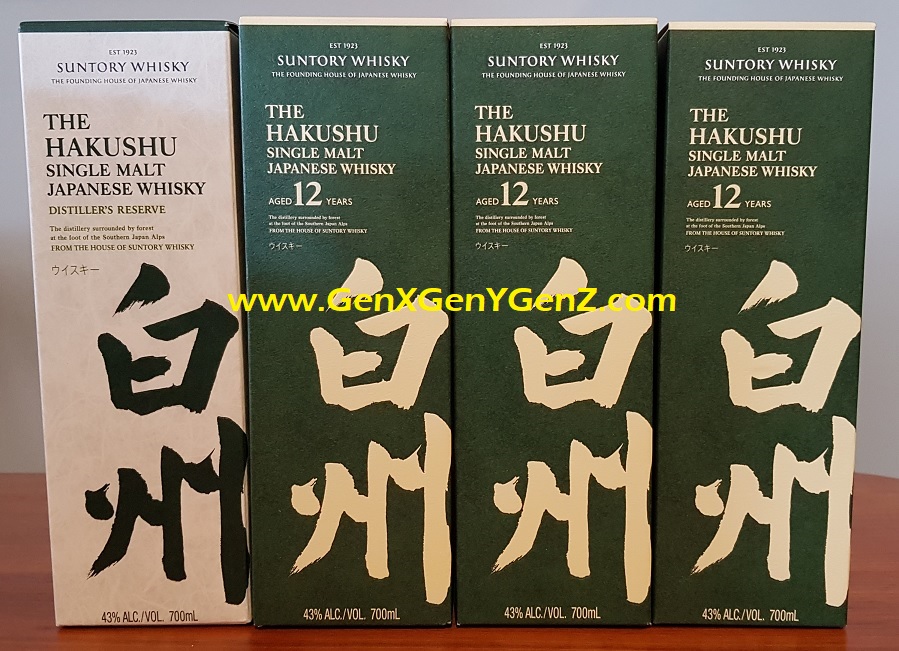 EST 1923
SUNTORY WHISKY
THE FOUNDING HOUSE OF JAPANESE WHISKY
THE
HAKUSHU
SINGLE MALT
JAPANESE WHISKY
DISTILLER'S RESERVE
The distillery surrounded by forest
at the foot of the Southern Japan Alps
FROM THE HOUSE OF SUNTORY WHISKY
ウイスキー
白州
43% ALC./VOL. 700mL
EST 1923
SUNTORY WHISKY
THE FOUNDING HOUSE OF JAPANESE WHISKY
THE
HAKUSHU
SINGLE MALT
JAPANESE WHISKY
AGED 12 YEARS
The distillery surrounded by forest
at the foot of the Southern Japan Alps
FROM THE HOUSE OF SUNTORY WHISKY
ウイスキー
白州
43% ALC./VOL. 700mL
EST 1923
SUNTORY WHISKY
THE FOUNDING HOUSE OF JAPANESE WHISKY
THE
HAKUSHU
SINGLE MALT
JAPANESE WHISKY
AGED 12 YEARS
The distillery surrounded by forest
at the foot of the Southern Japan Alps
FROM THE HOUSE OF SUNTORY WHISKY
ウイスキー
白州
43% ALC./VOL. 700mL
EST 1923
SUNTORY WHISKY
THE FOUNDING HOUSE OF JAPANESE WHISKY
THE
HAKUSHU
SINGLE MALT
JAPANESE WHISKY
AGED 12 YEARS
The distillery surrounded by forest
at the foot of the Southern Japan Alps
FROM THE HOUSE OF SUNTORY WHISKY
ウイスキー
白州
43% ALC./VOL. 700mL
www.GenXGenYGenZ.com